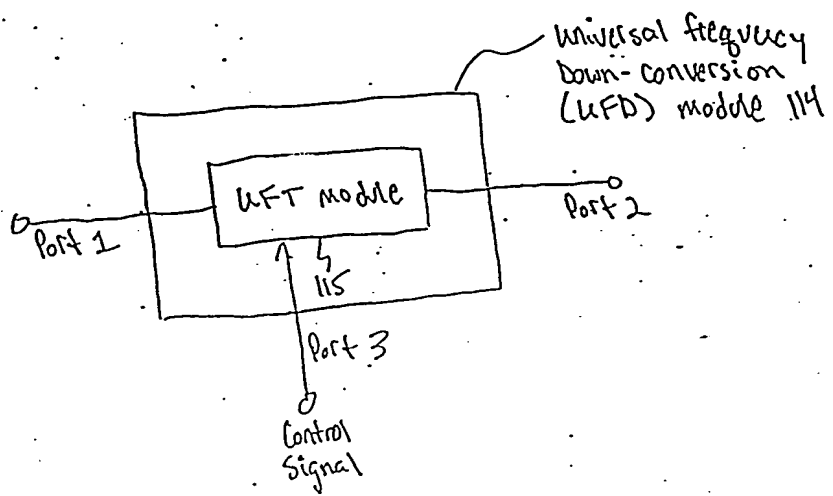 Universal frequency
Down-conversion
(UFD) module 114
UFT module
Port 1
Port 2
115
Port 3
Control
Signal